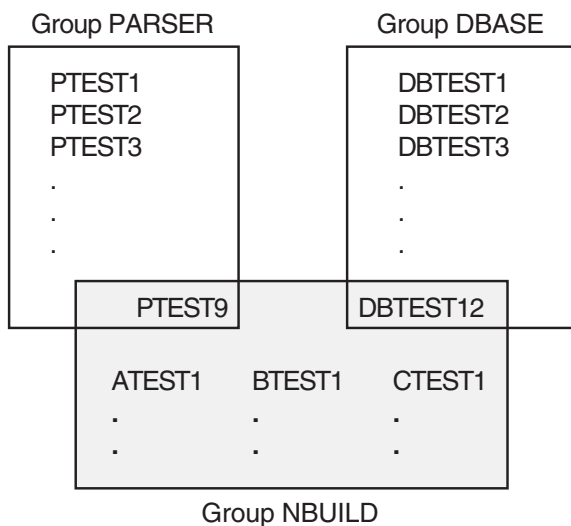 Group PARSER Group DBASE
PTEST1 DBTEST1
PTEST2 DBTEST2
PTEST3 DBTEST3
. .
. .
. .
PTEST9 DBTEST12
ATEST1 BTEST1 CTEST1
. . .
. . .
Group NBUILD